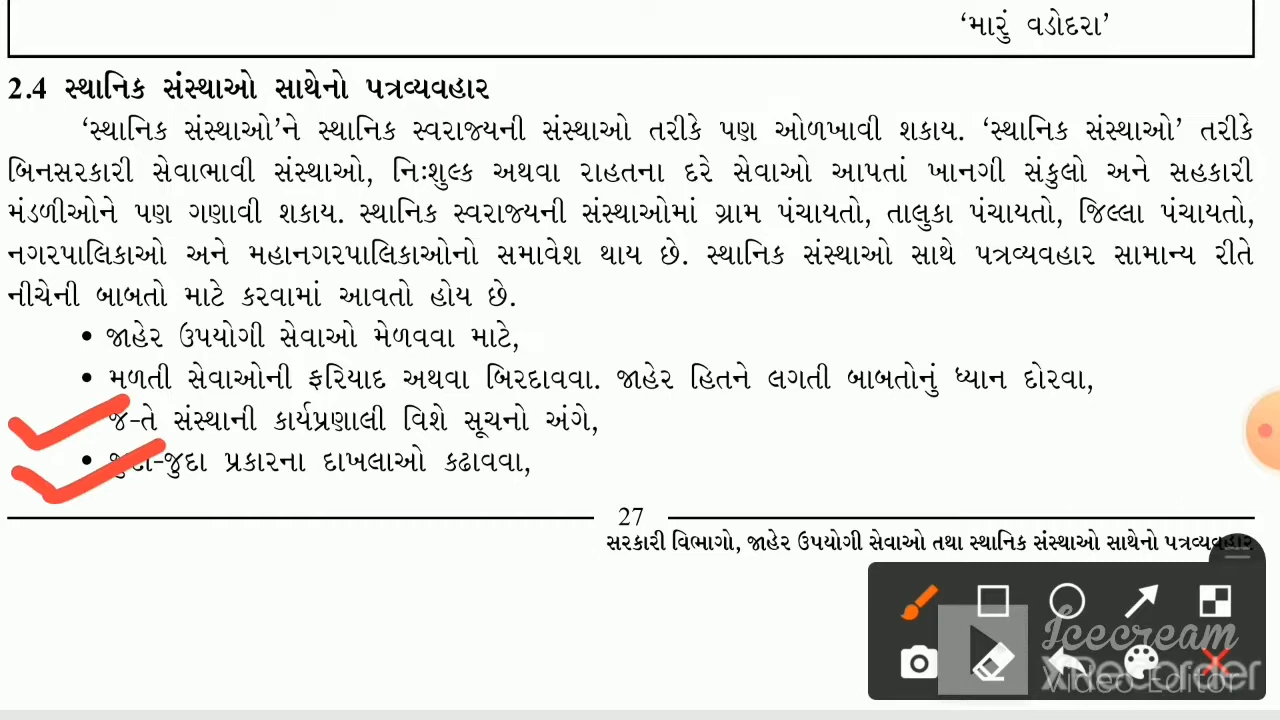 ‘મારું વડોદરા’
2.4 સ્થાનિક સંસ્થાઓ સાથેનો પત્રવ્યવહાર
‘સ્થાનિક સંસ્થાઓ’ને સ્થાનિક સ્વરાજ્યની સંસ્થાઓ તરીકે પણ ઓળખાવી શકાય. ‘સ્થાનિક સંસ્થાઓ’ તરીકે
બિનસરકારી સેવાભાવી સંસ્થાઓ, નિઃશુલ્ક અથવા રાહતના દરે સેવાઓ આપતાં ખાનગી સંકુલો અને સહકારી
મંડળીઓને પણ ગણાવી શકાય. સ્થાનિક સ્વરાજ્યની સંસ્થાઓમાં ગ્રામ પંચાયતો, તાલુકા પંચાયતો, જિલ્લા પંચાયતો,
નગરપાલિકાઓ અને મહાનગરપાલિકાઓનો સમાવેશ થાય છે. સ્થાનિક સંસ્થાઓ સાથે પત્રવ્યવહાર સામાન્ય રીતે
નીચેની બાબતો માટે કરવામાં આવતો હોય છે.
• જાહેર ઉપયોગી સેવાઓ મેળવવા માટે,
• મળતી સેવાઓની ફરિયાદ અથવા બિરદાવવા. જાહેર હિતને લગતી બાબતોનું ધ્યાન દોરવા,
જ-તે સંસ્થાની કાર્યપ્રણાલી વિશે સૂચનો અંગે,
• જુદા-જુદા પ્રકારના દાખલાઓ કઢાવવા,
27
સરકારી વિભાગો, જાહેર ઉપયોગી સેવાઓ તથા સ્થાનિક સંસ્થાઓ સાથેનો પત્રવ્યવહાર
Icecream
XRecorder
Video Editor